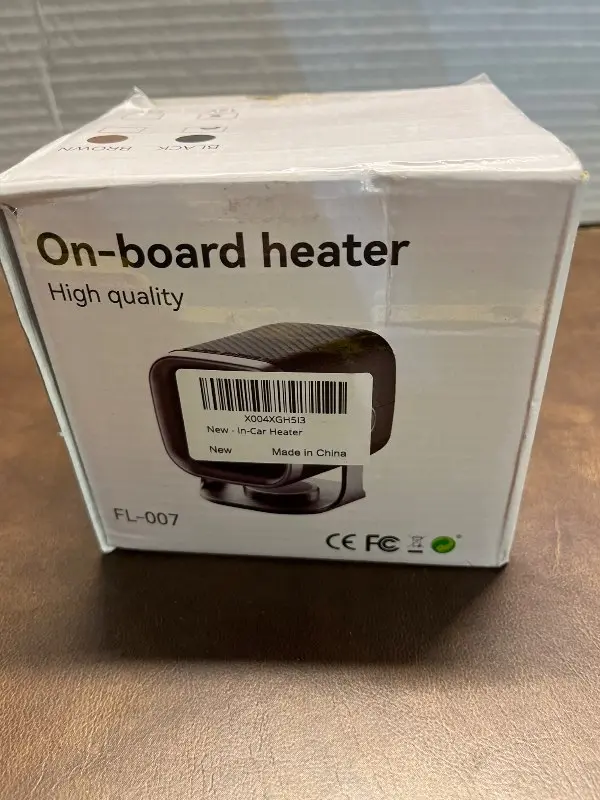 BROWN
BLACK
On-board heater
High quality
X004XGH5I3
New - In-Car Heater
New
Made in China
FL-007
CE FC